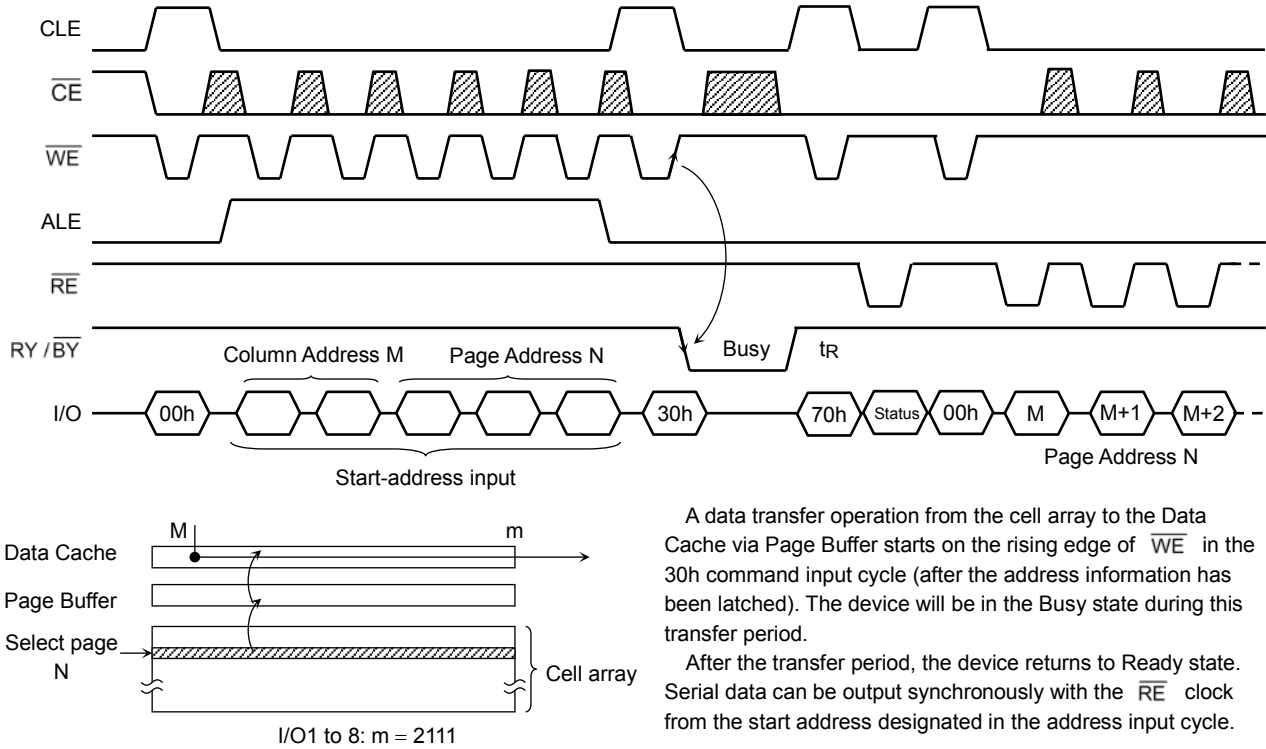 CLE
CE
WE
ALE
RE
RY / BY
Busy
tR
Column Address M
Page Address N
I/O
00h
30h
70h
Status
00h
M
M+1
M+2
Start-address input
Page Address N
M
m
Data Cache
Page Buffer
Select page
N
Cell array
I/O1 to 8: m = 2111
A data transfer operation from the cell array to the Data
Cache via Page Buffer starts on the rising edge of WE in the
30h command input cycle (after the address information has
been latched). The device will be in the Busy state during this
transfer period.
After the transfer period, the device returns to Ready state.
Serial data can be output synchronously with the RE clock
from the start address designated in the address input cycle.